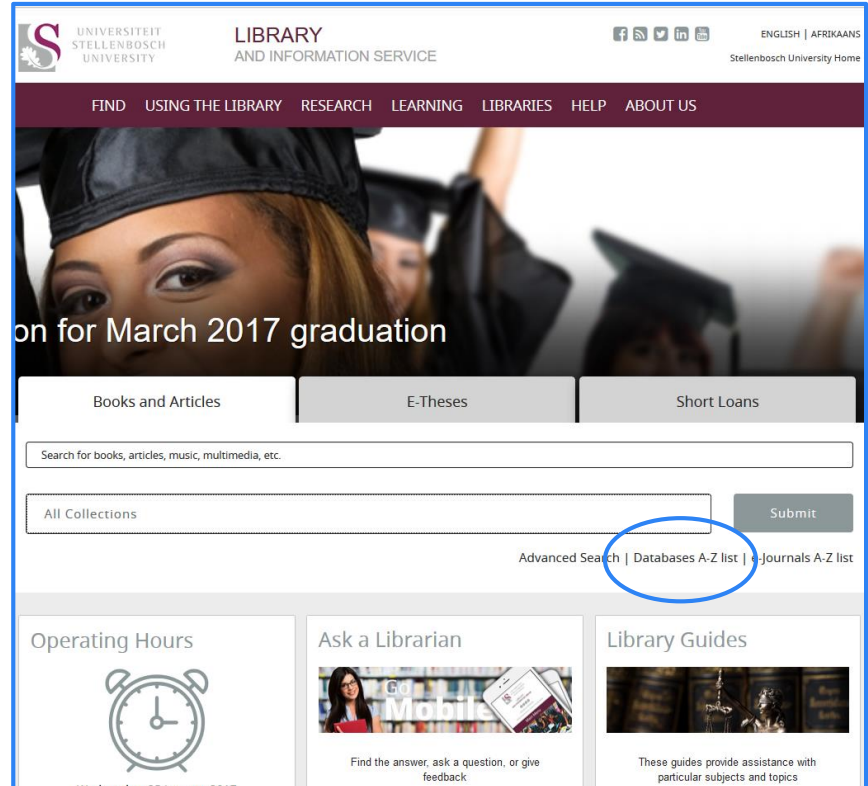 UNIVERSITEIT
STELLENBOSCH
UNIVERSITY
LIBRARY
AND INFORMATION SERVICE
ENGLISH | AFRIKAANS
Stellenbosch University Home
FIND USING THE LIBRARY RESEARCH LEARNING LIBRARIES HELP ABOUT US
on for March 2017 graduation
Books and Articles
E-Theses
Short Loans
Search for books, articles, music, multimedia, etc.
All Collections
Submit
Advanced Search | Databases A-Z list | e-Journals A-Z list
Operating Hours
Ask a Librarian
Go
Mobile
Find the answer, ask a question, or give
feedback
Library Guides
These guides provide assistance with
particular subjects and topics